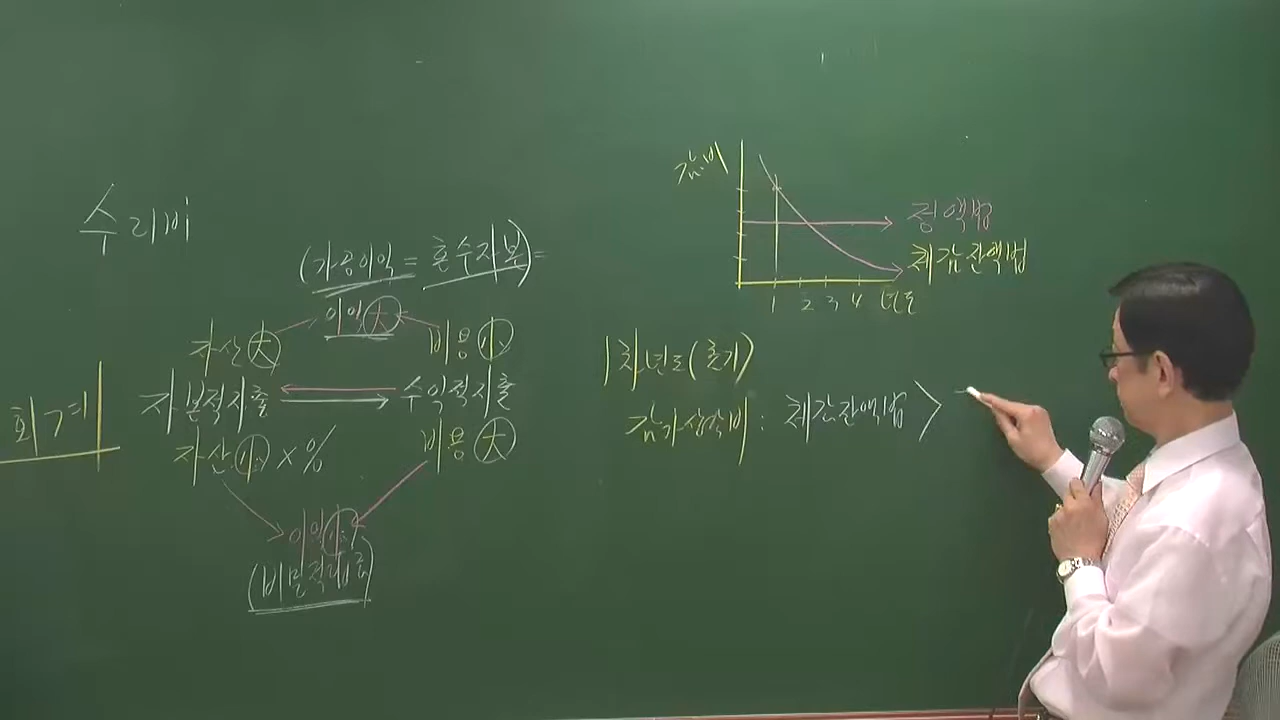 수리비
(가공이익 = 혼수자본) =
이익 大
자산 大 비용 小
자본적지출 수익적지출
회계
자산 小 x % 비용 大
이익 小
(비밀적립금)
감·비
정액법
체감잔액법
1 2 3 4 년도
1차년도(초기)
감가상각비 : 체감잔액법 >